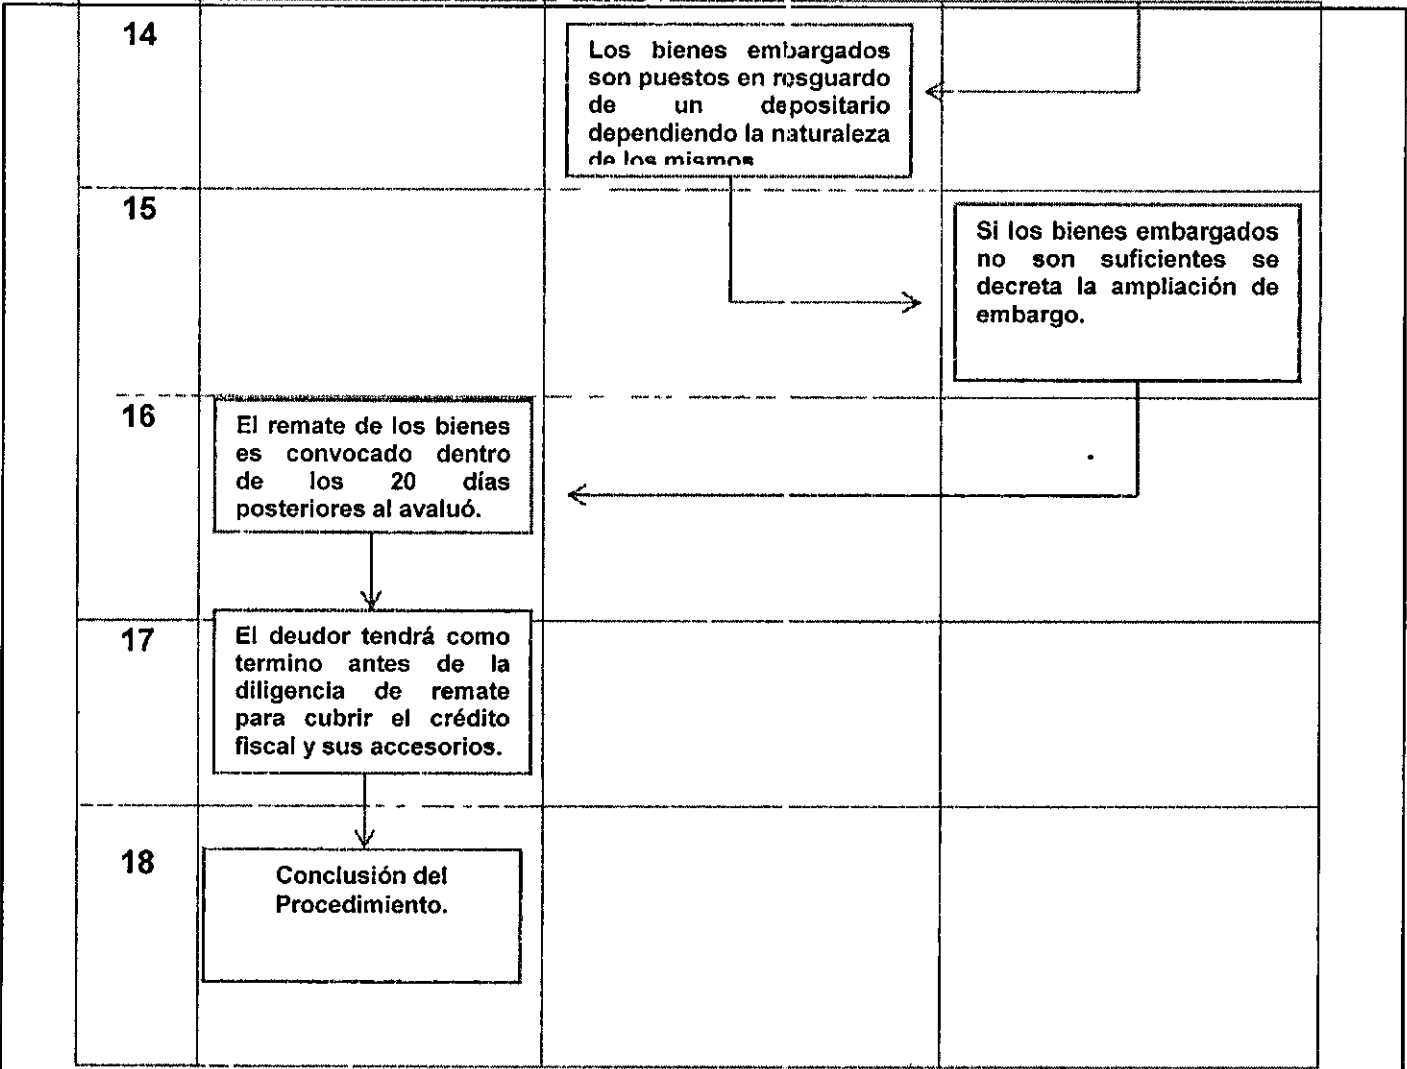 14
Los bienes embargados
son puestos en resguardo
de un depositario
dependiendo la naturaleza
de los mismos
15
Si los bienes embargados
no son suficientes se
decreta la ampliación de
embargo.
16
El remate de los bienes
es convocado dentro
de los 20 días
posteriores al avaluó.
17
El deudor tendrá como
termino antes de la
diligencia de remate
para cubrir el crédito
fiscal y sus accesorios.
18
Conclusión del
Procedimiento.